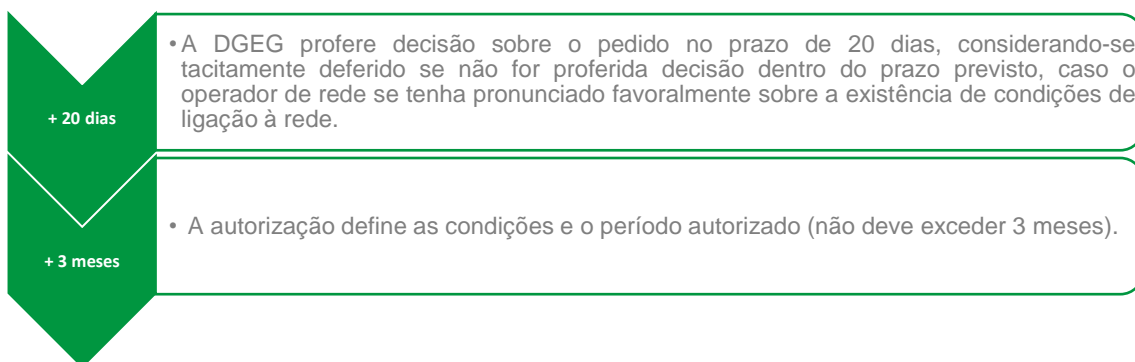 + 20 dias
• A DGEG profere decisão sobre o pedido no prazo de 20 dias, considerando-se
tacitamente deferido se não for proferida decisão dentro do prazo previsto, caso o
operador de rede se tenha pronunciado favoralmente sobre a existência de condições de
ligação à rede.
+ 3 meses
• A autorização define as condições e o período autorizado (não deve exceder 3 meses).